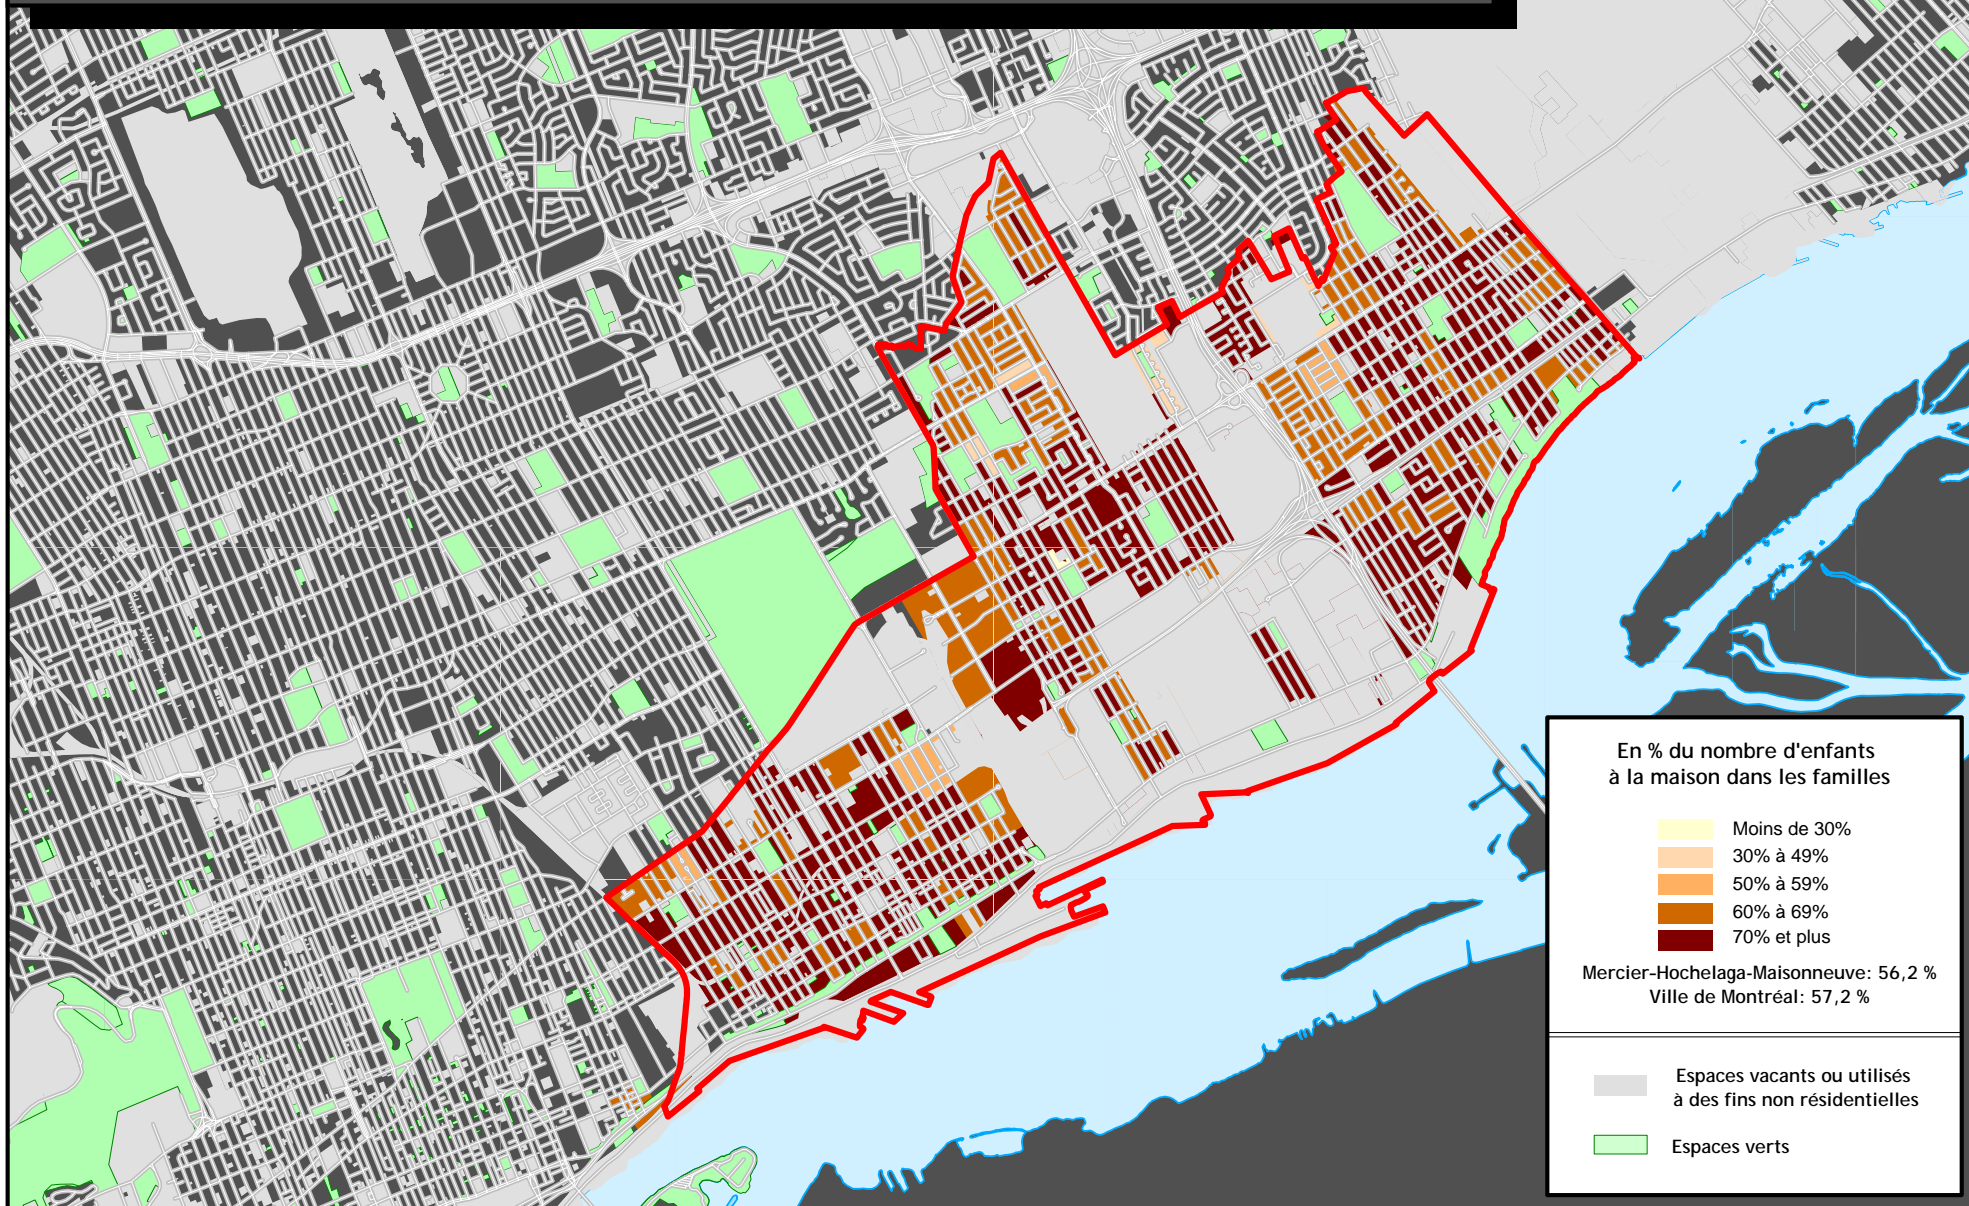 En % du nombre d'enfants
à la maison dans les familles
Moins de 30%
30% à 49%
50% à 59%
60% à 69%
70% et plus
Mercier-Hochelaga-Maisonneuve: 56,2 %
Ville de Montréal: 57,2 %
Espaces vacants ou utilisés
à des fins non résidentielles
Espaces verts